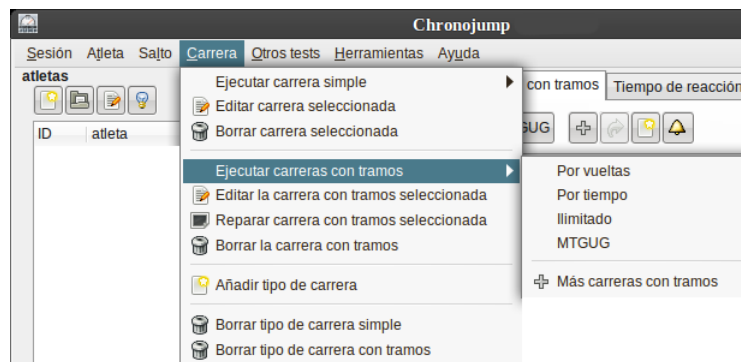 Chronojump
Sesión Atleta Salto Carrera Otros tests Herramientas Ayuda
atletas
ID atleta
Ejecutar carrera simple
Editar carrera seleccionada
Borrar carrera seleccionada
Ejecutar carreras con tramos
Editar la carrera con tramos seleccionada
Reparar carrera con tramos seleccionada
Borrar la carrera con tramos
Añadir tipo de carrera
Borrar tipo de carrera simple
Borrar tipo de carrera con tramos
con tramos Tiempo de reacción
GUG
Por vueltas
Por tiempo
Ilimitado
MTGUG
Más carreras con tramos